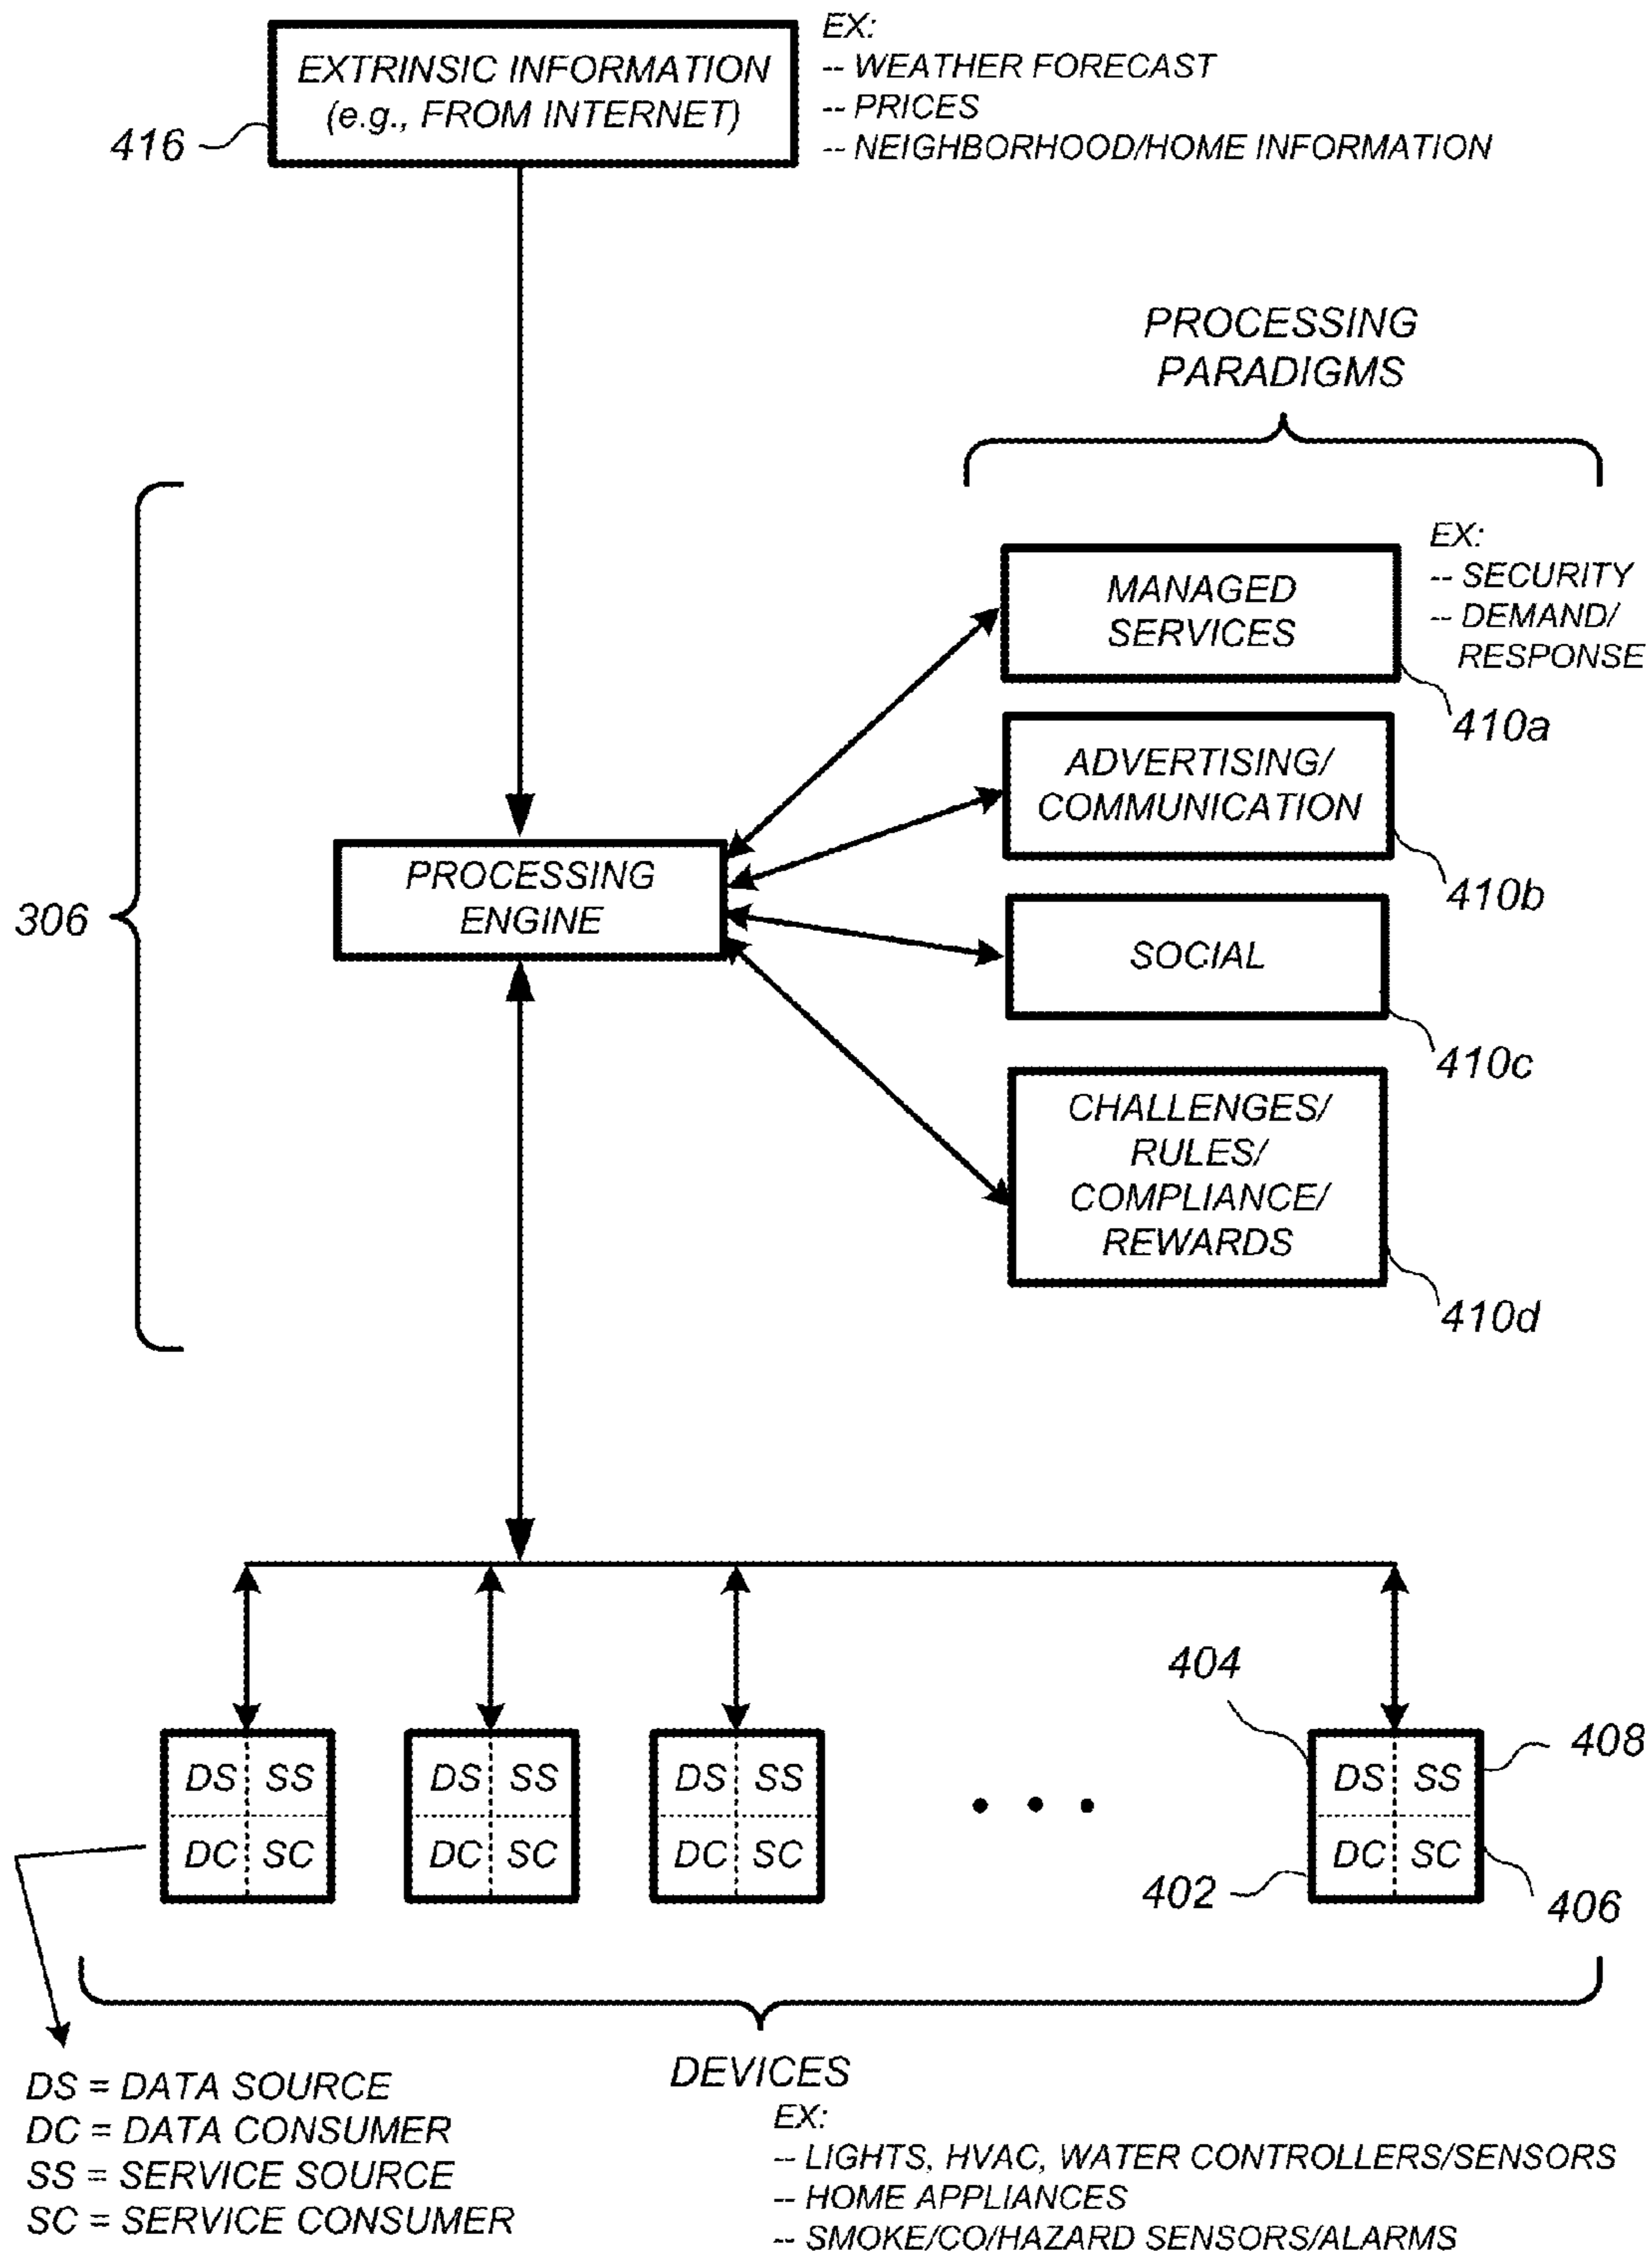 EXTRINSIC INFORMATION
(e.g., FROM INTERNET)
416
EX:
-- WEATHER FORECAST
-- PRICES
-- NEIGHBORHOOD/HOME INFORMATION
PROCESSING
PARADIGMS
306
PROCESSING
ENGINE
MANAGED
SERVICES
EX:
-- SECURITY
-- DEMAND/
RESPONSE
410a
ADVERTISING/
COMMUNICATION
410b
SOCIAL
410c
CHALLENGES/
RULES/
COMPLIANCE/
REWARDS
410d
DS SS
DC SC
DS SS
DC SC
DS SS
DC SC
• • •
404
408
DS SS
DC SC
402
406
DS = DATA SOURCE
DC = DATA CONSUMER
SS = SERVICE SOURCE
SC = SERVICE CONSUMER
DEVICES
EX:
-- LIGHTS, HVAC, WATER CONTROLLERS/SENSORS
-- HOME APPLIANCES
-- SMOKE/CO/HAZARD SENSORS/ALARMS